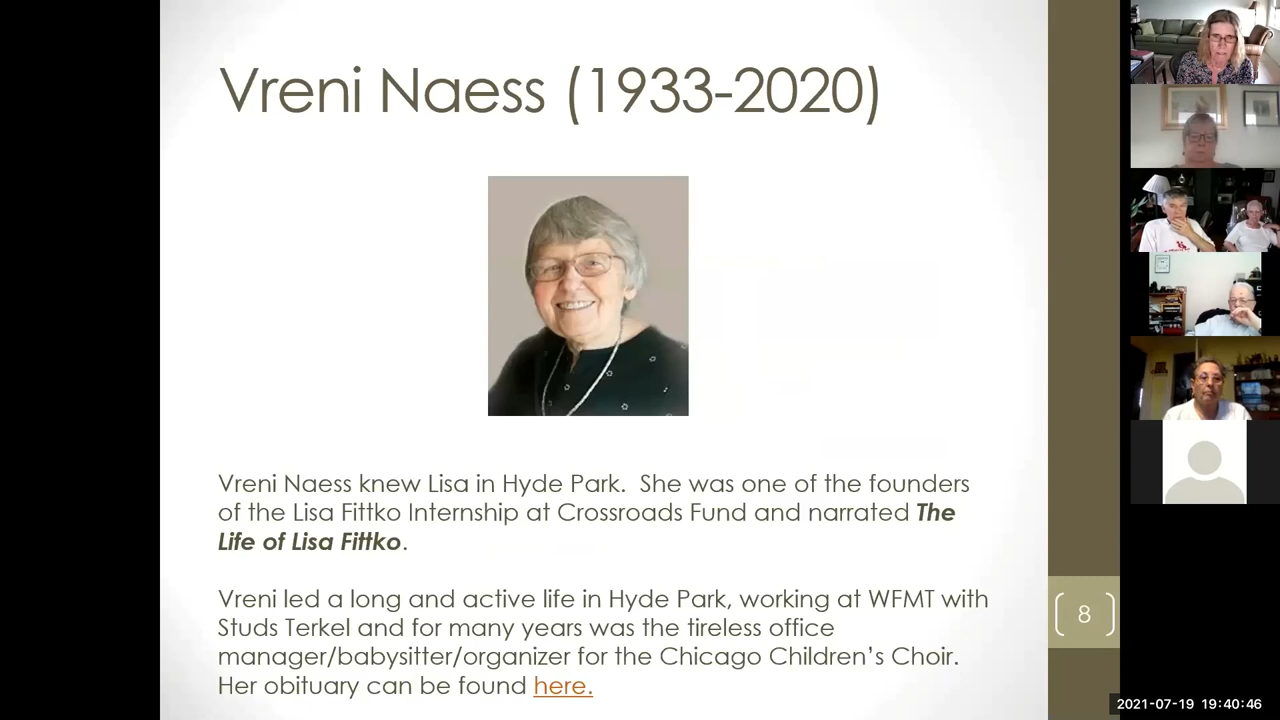 Vreni Naess (1933-2020)
Vreni Naess knew Lisa in Hyde Park.  She was one of the founders
of the Lisa Fittko Internship at Crossroads Fund and narrated The
Life of Lisa Fittko.
Vreni led a long and active life in Hyde Park, working at WFMT with
Studs Terkel and for many years was the tireless office
manager/babysitter/organizer for the Chicago Children’s Choir.
Her obituary can be found here.
8
2021-07-19 19:40:46